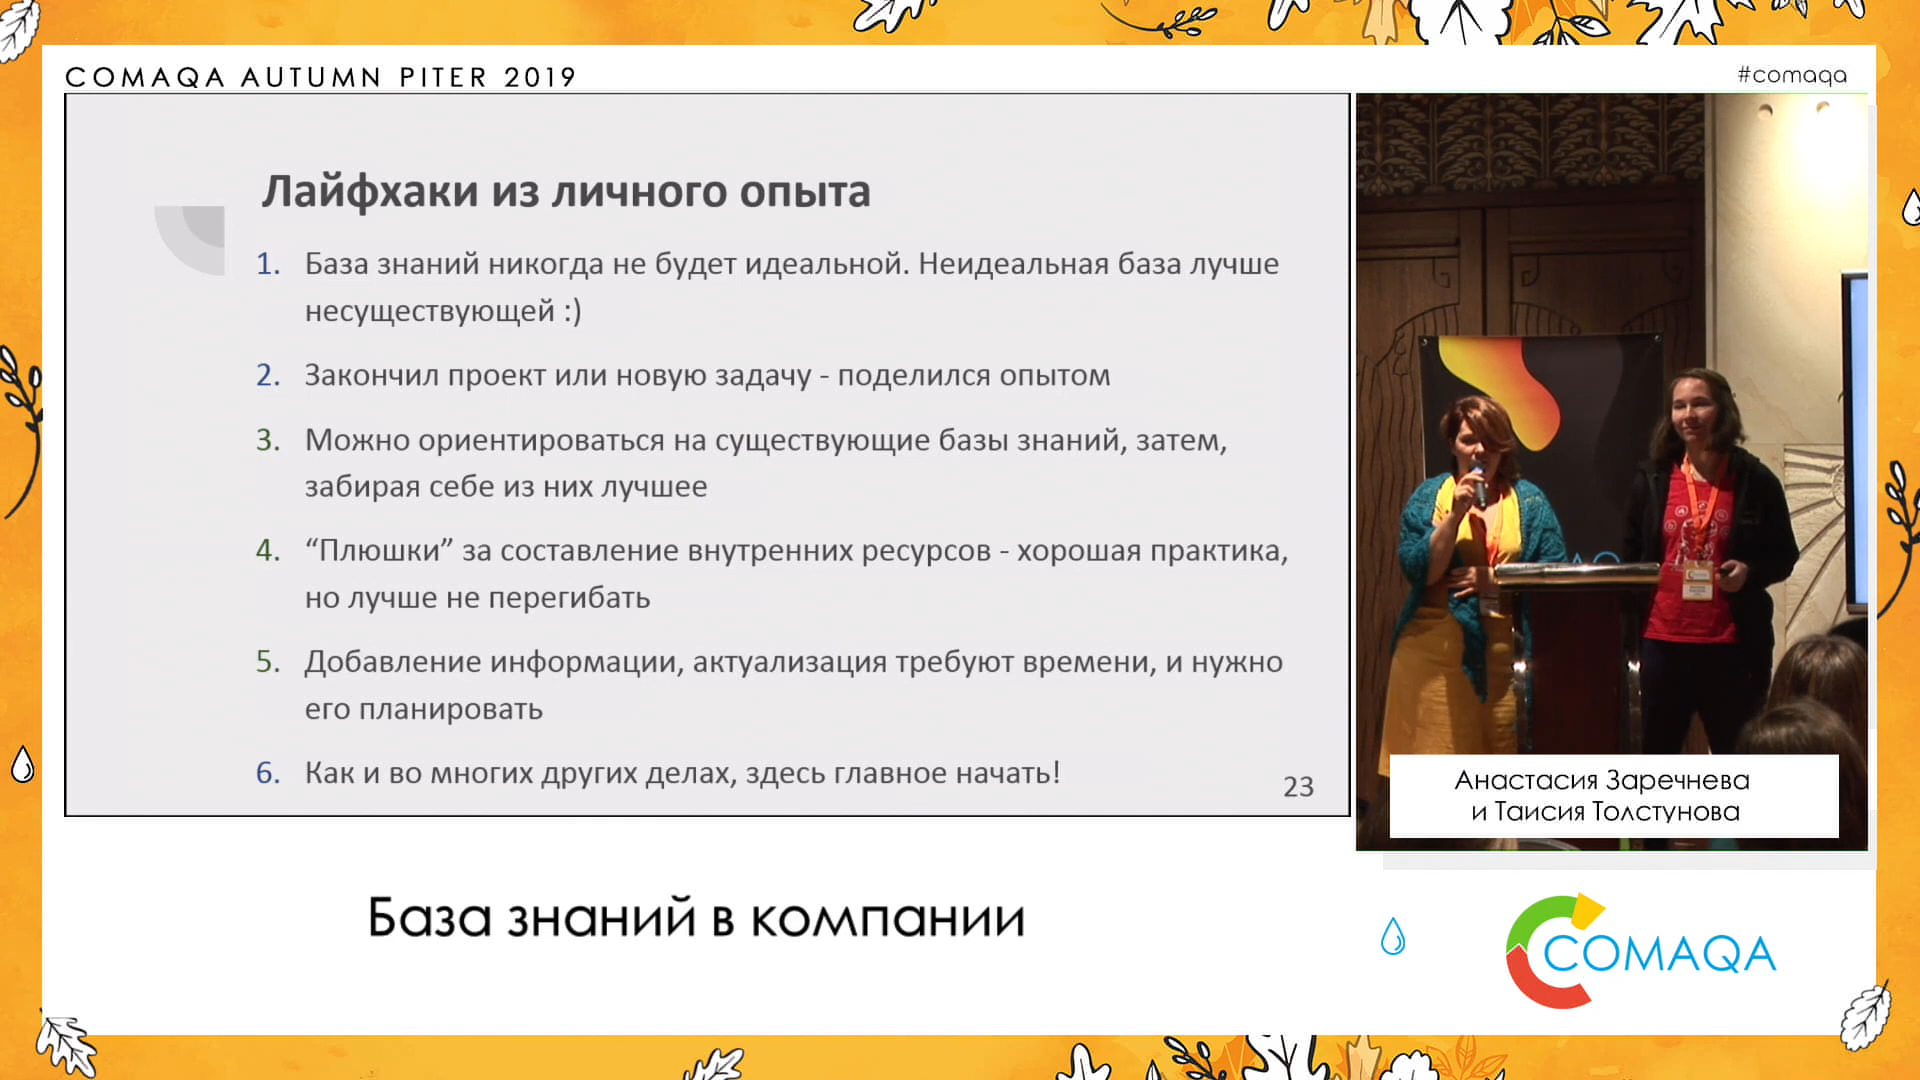 COMAQA AUTUMN PITER 2019
#comaqa
Лайфхаки из личного опыта
1. База знаний никогда не будет идеальной. Неидеальная база лучше
несуществующей :)
2. Закончил проект или новую задачу - поделился опытом
3. Можно ориентироваться на существующие базы знаний, затем,
забирая себе из них лучшее
4. “Плюшки” за составление внутренних ресурсов - хорошая практика,
но лучше не перегибать
5. Добавление информации, актуализация требуют времени, и нужно
его планировать
6. Как и во многих других делах, здесь главное начать!
23
Анастасия Заречнева
и Таисия Толстунова
База знаний в компании
COMAQA